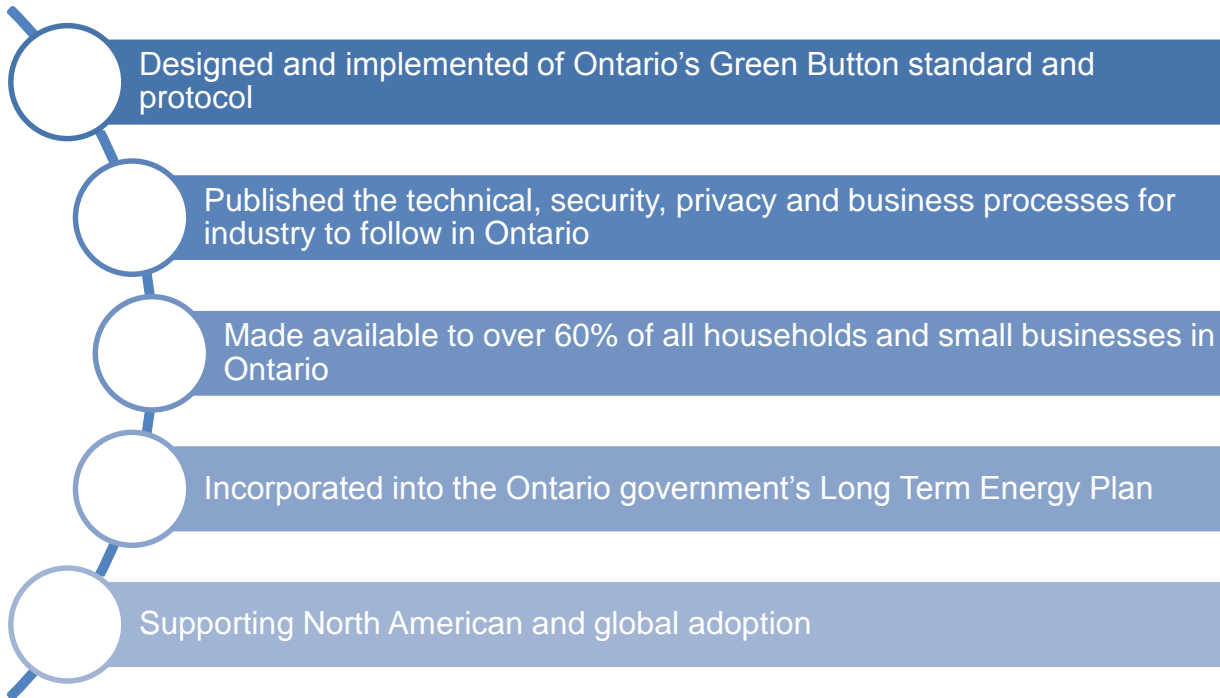 Designed and implemented of Ontario’s Green Button standard and
protocol
Published the technical, security, privacy and business processes for
industry to follow in Ontario
Made available to over 60% of all households and small businesses in
Ontario
Incorporated into the Ontario government’s Long Term Energy Plan
Supporting North American and global adoption